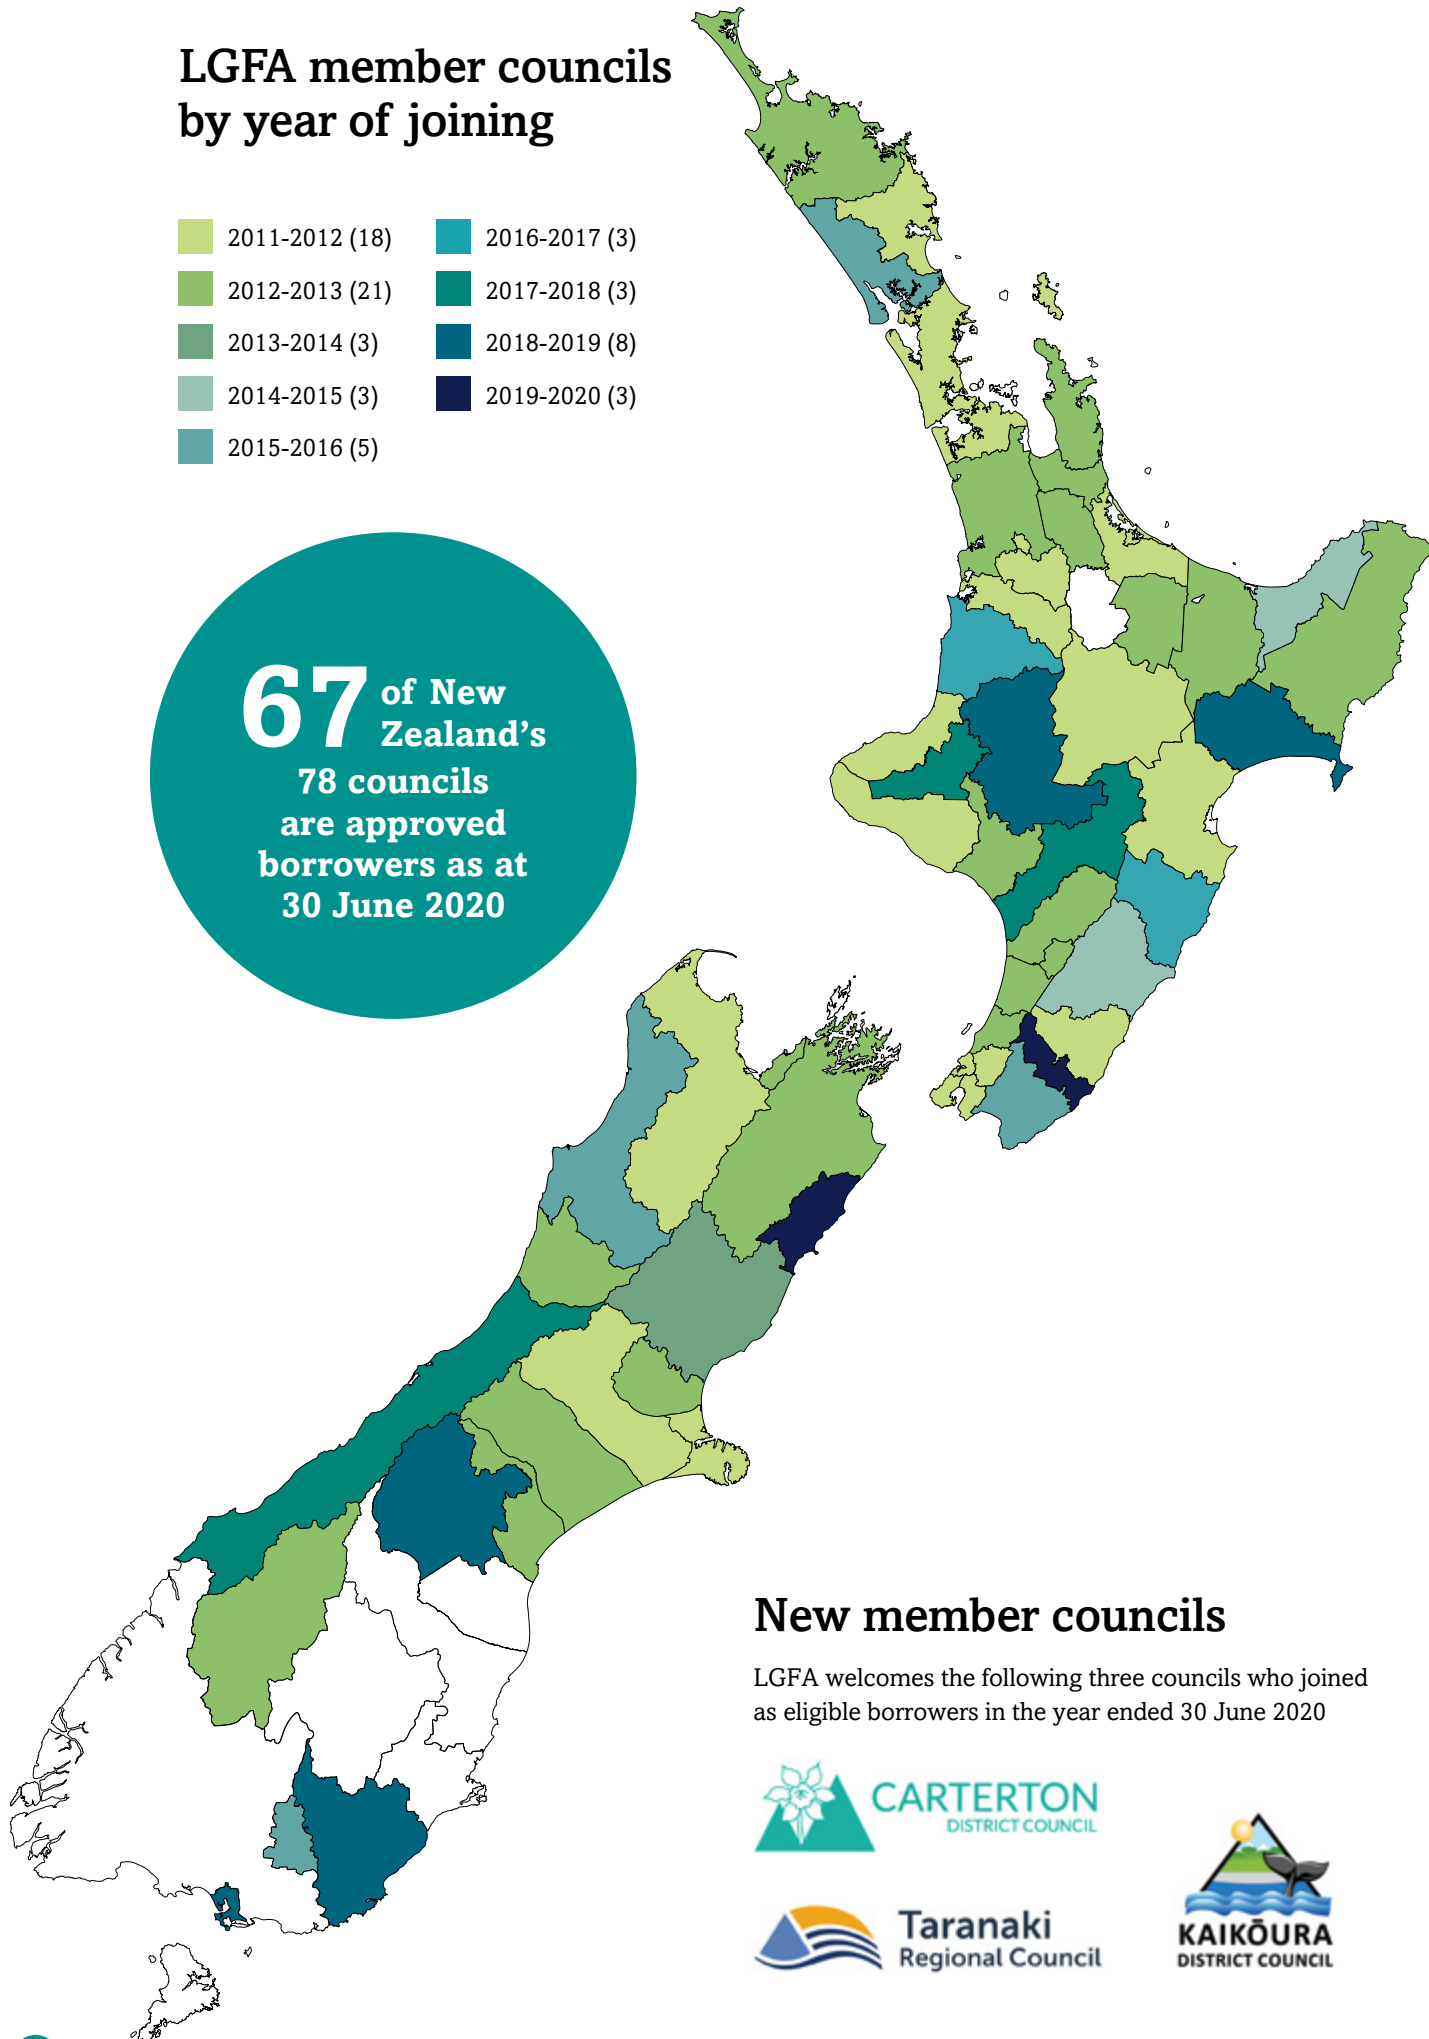 LGFA member councils
by year of joining
2011-2012 (18)
2012-2013 (21)
2013-2014 (3)
2014-2015 (3)
2015-2016 (5)
2016-2017 (3)
2017-2018 (3)
2018-2019 (8)
2019-2020 (3)
67 of New
Zealand's
78 councils
are approved
borrowers as at
30 June 2020
New member councils
LGFA welcomes the following three councils who joined
as eligible borrowers in the year ended 30 June 2020
CARTERTON
DISTRICT COUNCIL
Taranaki
Regional Council
KAIKŌURA
DISTRICT COUNCIL